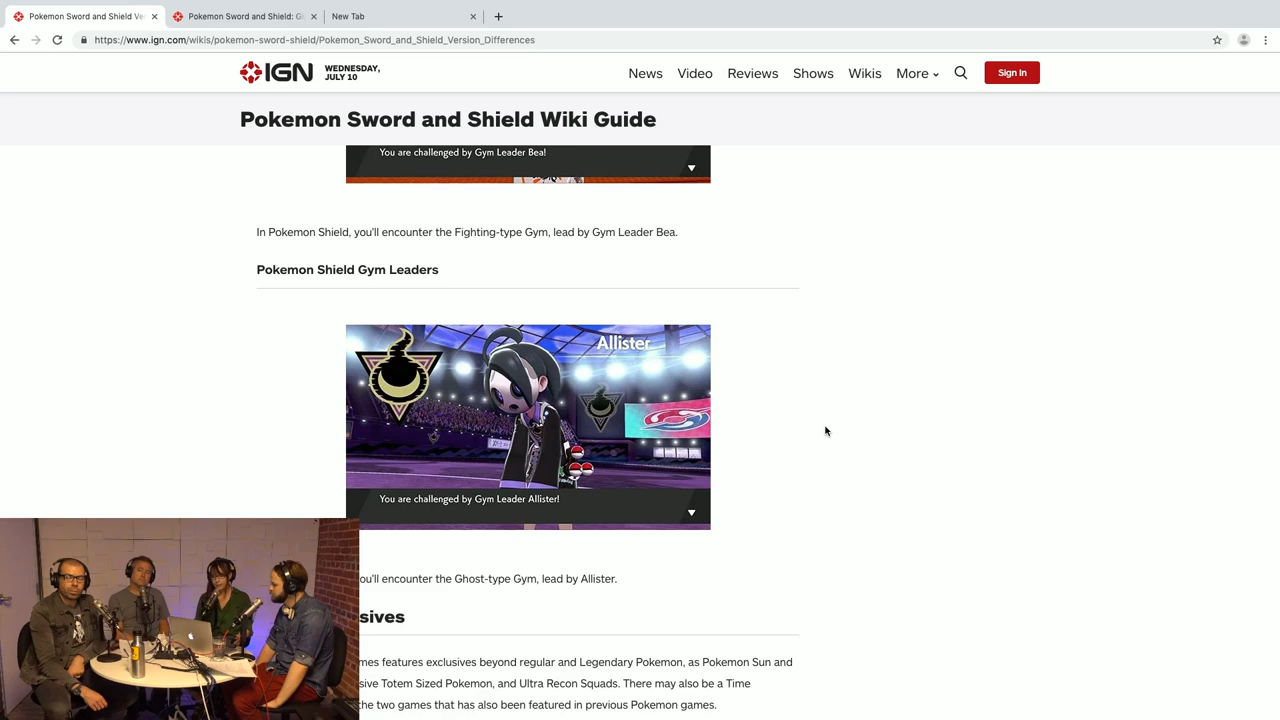 Pokemon Sword and Shield Ve
Pokemon Sword and Shield: Gi
New Tab
https://www.ign.com/wikis/pokemon-sword-shield/Pokemon_Sword_and_Shield_Version_Differences
IGN
WEDNESDAY,
JULY 10
News
Video
Reviews
Shows
Wikis
More
Sign In
Pokemon Sword and Shield Wiki Guide
You are challenged by Gym Leader Bea!
In Pokemon Shield, you'll encounter the Fighting-type Gym, lead by Gym Leader Bea.
Pokemon Shield Gym Leaders
Allister
You are challenged by Gym Leader Allister!
ou'll encounter the Ghost-type Gym, lead by Allister.
sives
mes features exclusives beyond regular and Legendary Pokemon, as Pokemon Sun and
sive Totem Sized Pokemon, and Ultra Recon Squads. There may also be a Time
the two games that has also been featured in previous Pokemon games.